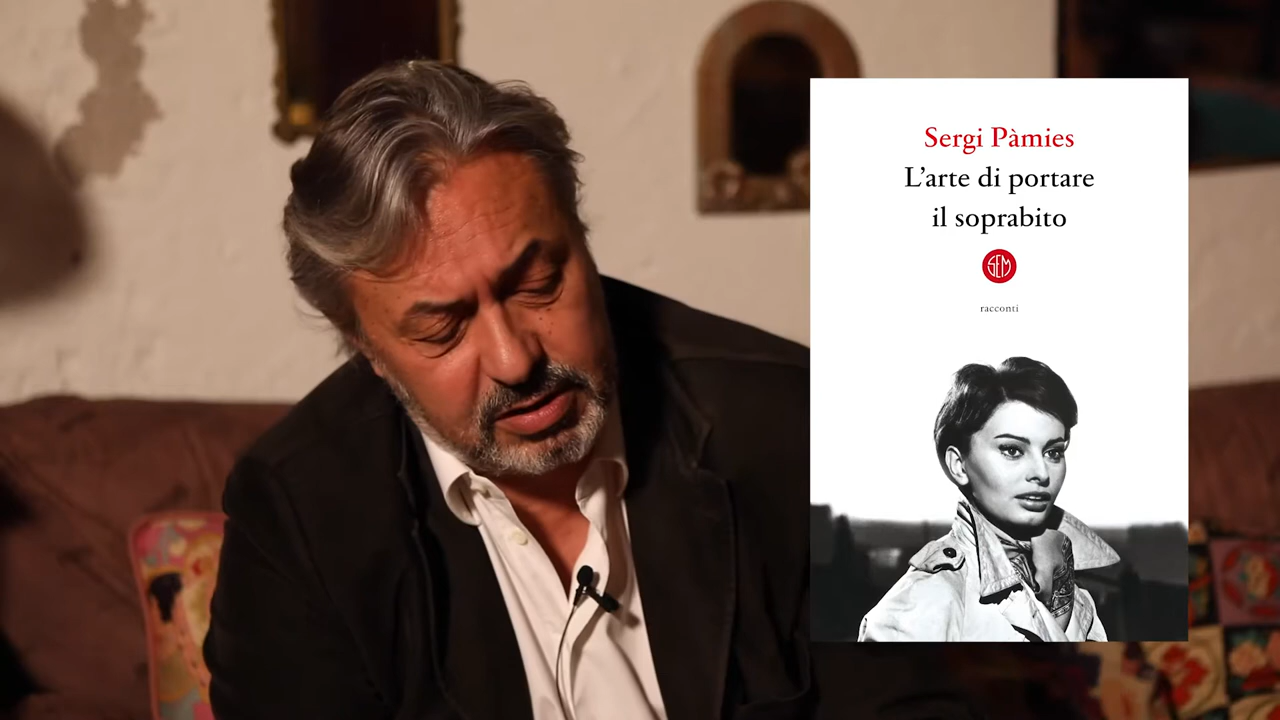 Sergi Pàmies
L’arte di portare
il soprabito
SEM
racconti